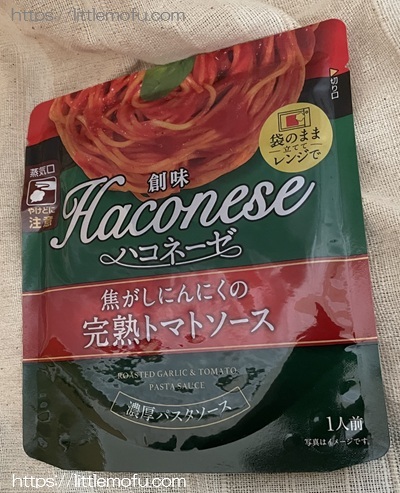 https://littlemofu.com
切り口
袋のまま
立てて
レンジで
蒸気口
やけどに
注意
創味
Haconese
ハコネーゼ
焦がしにんにくの
完熟トマトソース
ROASTED GARLIC & TOMATO
PASTA SAUCE
濃厚パスタソース
1人前
写真はイメージです。
https://littlemofu.com